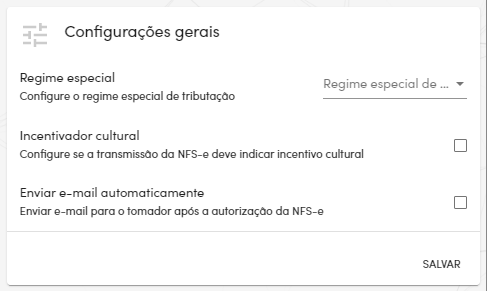 Configurações gerais
Regime especial
Configure o regime especial de tributação
Regime especial de ...
Incentivador cultural
Configure se a transmissão da NFS-e deve indicar incentivo cultural
Enviar e-mail automaticamente
Enviar e-mail para o tomador após a autorização da NFS-e
SALVAR